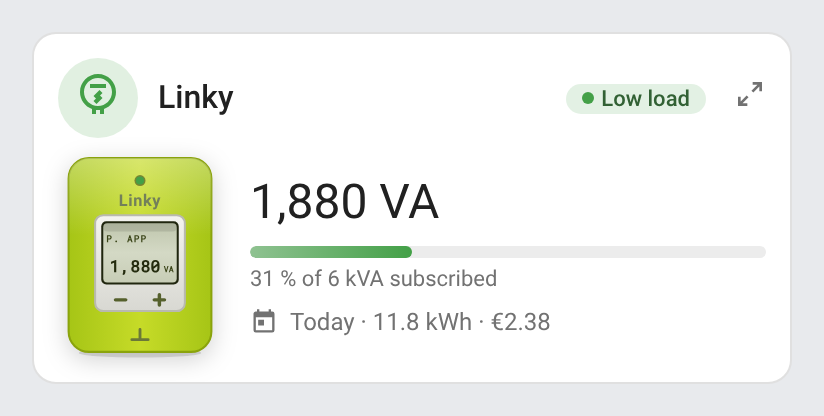 Linky
Low load
Linky
P. APP
1,880 VA
1,880 VA
31 % of 6 kVA subscribed
Today · 11.8 kWh · €2.38